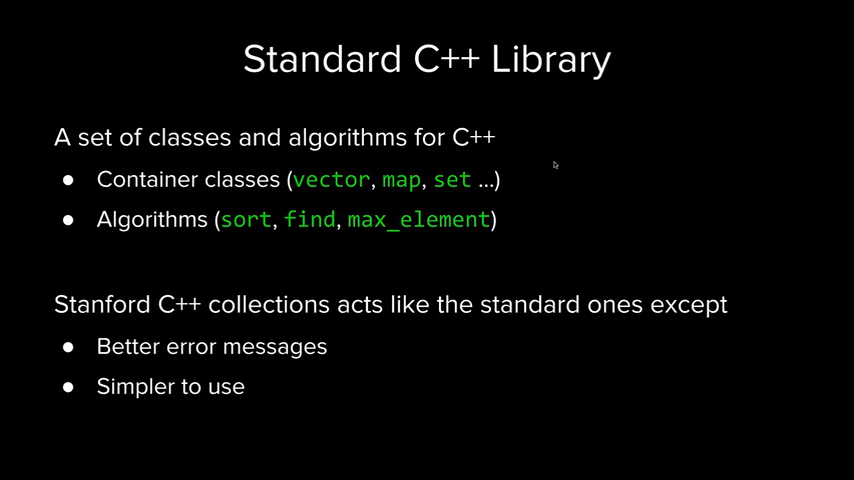 Standard C++ Library
A set of classes and algorithms for C++
● Container classes (vector, map, set ...)
● Algorithms (sort, find, max_element)
Stanford C++ collections acts like the standard ones except
● Better error messages
● Simpler to use